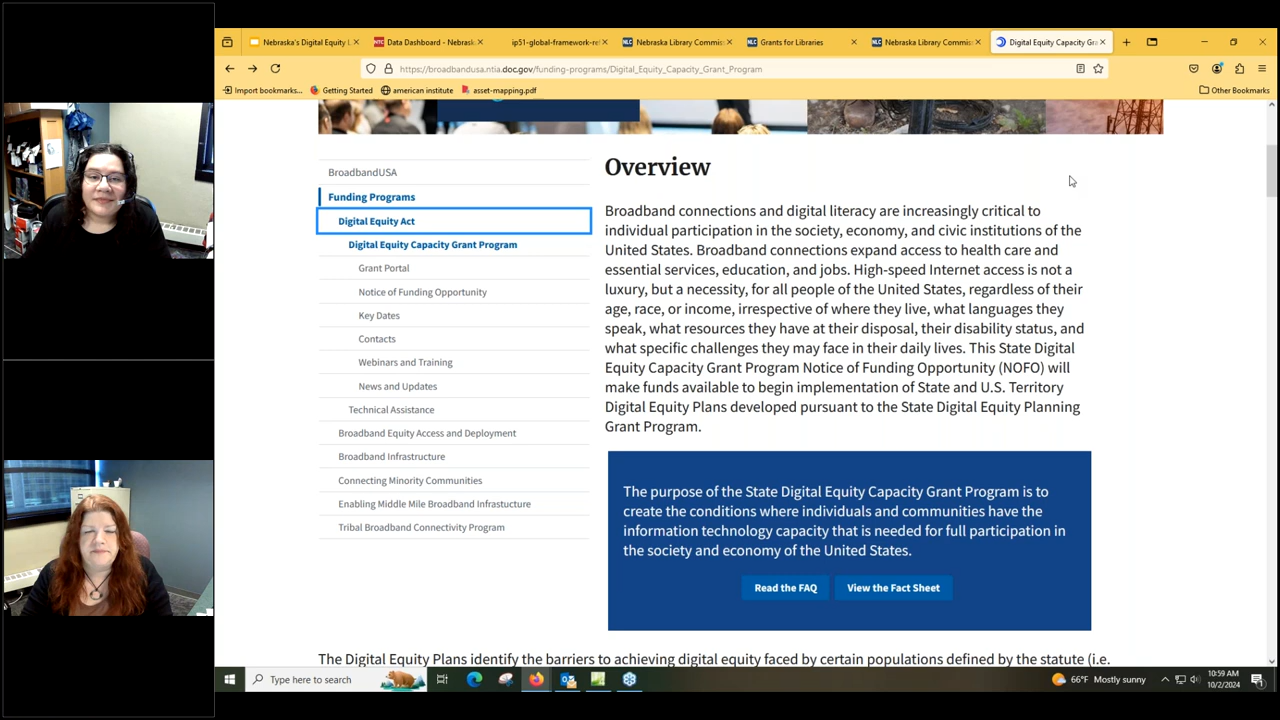 Nebraska's Digital Equity L
Data Dashboard - Nebrask
ip51-global-framework-re
NLC Nebraska Library Commis
NLC Grants for Libraries
NLC Nebraska Library Commis
Digital Equity Capacity Gra
https://broadbandusa.ntia.doc.gov/funding-programs/Digital_Equity_Capacity_Grant_Program
Import bookmarks...
Getting Started
american institute
asset-mapping.pdf
Other Bookmarks
BroadbandUSA
Funding Programs
Digital Equity Act
Digital Equity Capacity Grant Program
Grant Portal
Notice of Funding Opportunity
Key Dates
Contacts
Webinars and Training
News and Updates
Technical Assistance
Broadband Equity Access and Deployment
Broadband Infrastructure
Connecting Minority Communities
Enabling Middle Mile Broadband Infrastucture
Tribal Broadband Connectivity Program
Overview
Broadband connections and digital literacy are increasingly critical to
individual participation in the society, economy, and civic institutions of the
United States. Broadband connections expand access to health care and
essential services, education, and jobs. High-speed Internet access is not a
luxury, but a necessity, for all people of the United States, regardless of their
age, race, or income, irrespective of where they live, what languages they
speak, what resources they have at their disposal, their disability status, and
what specific challenges they may face in their daily lives. This State Digital
Equity Capacity Grant Program Notice of Funding Opportunity (NOFO) will
make funds available to begin implementation of State and U.S. Territory
Digital Equity Plans developed pursuant to the State Digital Equity Planning
Grant Program.
The purpose of the State Digital Equity Capacity Grant Program is to
create the conditions where individuals and communities have the
information technology capacity that is needed for full participation in
the society and economy of the United States.
Read the FAQ
View the Fact Sheet
The Digital Equity Plans identify the barriers to achieving digital equity faced by certain populations defined by the statute (i.e.
Type here to search
66°F Mostly sunny
10:59 AM
10/2/2024